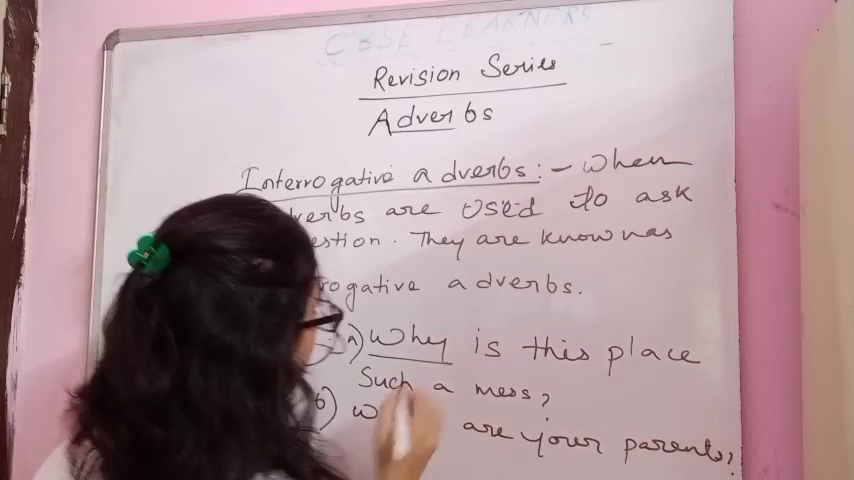 CBSE LEARNERS
Revision Series
Adverbs
Interrogative adverbs:- When
verbs are used to ask
estion. They are known as
rogative adverbs.
a) Why is this place
Such a mess?
b) are your parents?